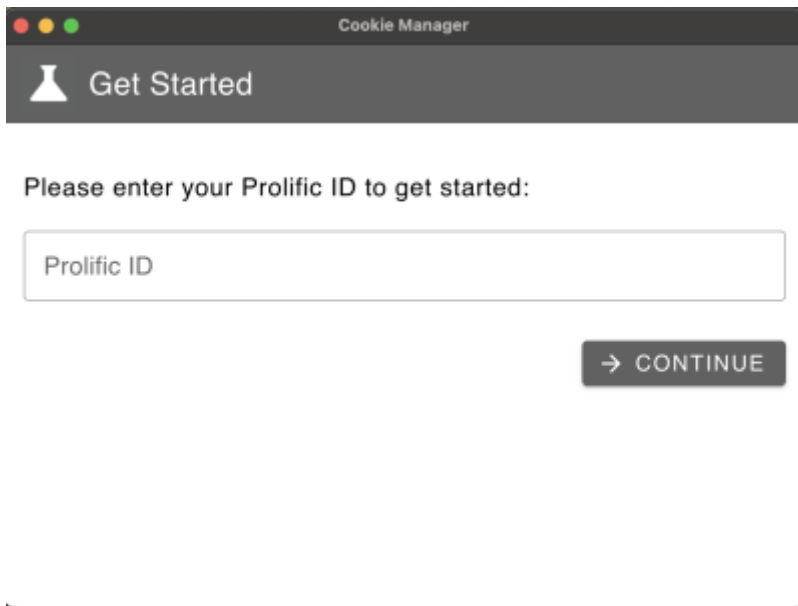 Cookie Manager
Get Started
Please enter your Prolific ID to get started:
Prolific ID
→ CONTINUE